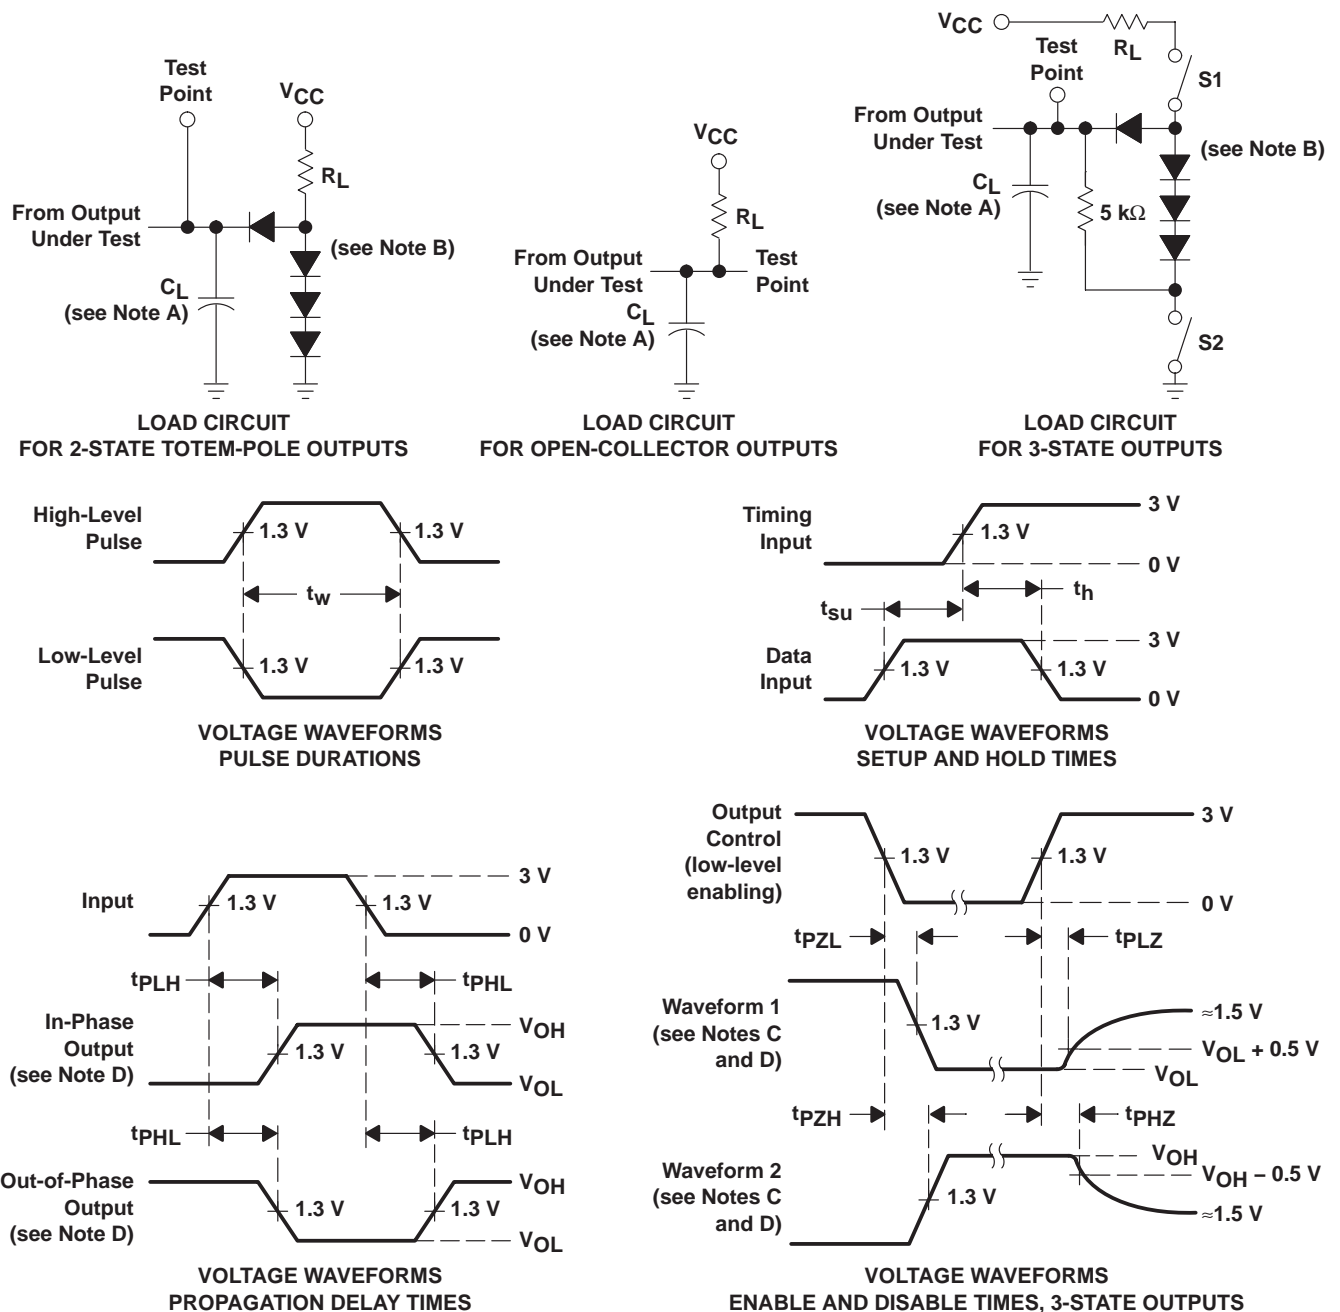 Test
Point
VCC
RL
From Output
Under Test
(see Note B)
CL
(see Note A)
LOAD CIRCUIT
FOR 2-STATE TOTEM-POLE OUTPUTS
VCC
RL
From Output
Under Test
Test
Point
CL
(see Note A)
LOAD CIRCUIT
FOR OPEN-COLLECTOR OUTPUTS
VCC
RL
Test
Point
S1
From Output
Under Test
(see Note B)
CL
(see Note A)
5 kΩ
S2
LOAD CIRCUIT
FOR 3-STATE OUTPUTS
High-Level
Pulse
1.3 V
1.3 V
tw
Low-Level
Pulse
1.3 V
1.3 V
VOLTAGE WAVEFORMS
PULSE DURATIONS
Timing
Input
3 V
1.3 V
0 V
th
tsu
3 V
Data
Input
1.3 V
1.3 V
0 V
VOLTAGE WAVEFORMS
SETUP AND HOLD TIMES
Input
3 V
1.3 V
1.3 V
0 V
tPLH
tPHL
In-Phase
Output
(see Note D)
VOH
1.3 V
1.3 V
VOL
tPHL
tPLH
Out-of-Phase
Output
(see Note D)
VOH
1.3 V
1.3 V
VOL
VOLTAGE WAVEFORMS
PROPAGATION DELAY TIMES
Output
Control
(low-level
enabling)
3 V
1.3 V
1.3 V
0 V
tPZL
tPLZ
Waveform 1
(see Notes C
and D)
1.3 V
≈1.5 V
VOL + 0.5 V
VOL
tPZH
tPHZ
Waveform 2
(see Notes C
and D)
VOH
VOH – 0.5 V
1.3 V
≈1.5 V
VOLTAGE WAVEFORMS
ENABLE AND DISABLE TIMES, 3-STATE OUTPUTS